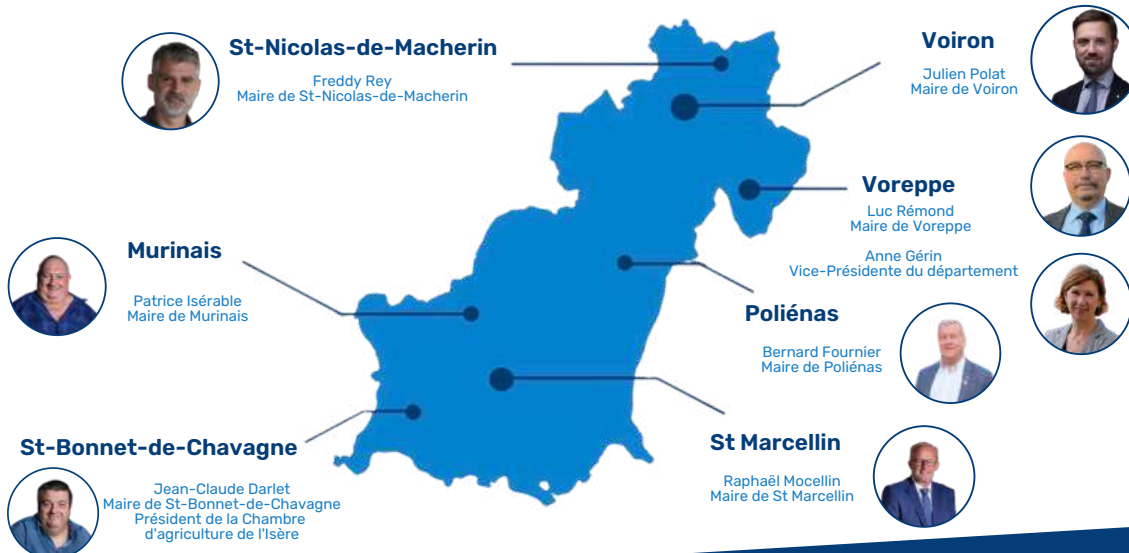 St-Nicolas-de-Macherin
Freddy Rey
Maire de St-Nicolas-de-Macherin
Voiron
Julien Polat
Maire de Voiron
Voreppe
Luc Rémond
Maire de Voreppe
Anne Gérin
Vice-Présidente du département
Murinais
Patrice Isérable
Maire de Murinais
Poliénas
Bernard Fournier
Maire de Poliénas
St-Bonnet-de-Chavagne
Jean-Claude Darlet
Maire de St-Bonnet-de-Chavagne
Président de la Chambre
d'agriculture de l'Isère
St Marcellin
Raphaël Mocellin
Maire de St Marcellin